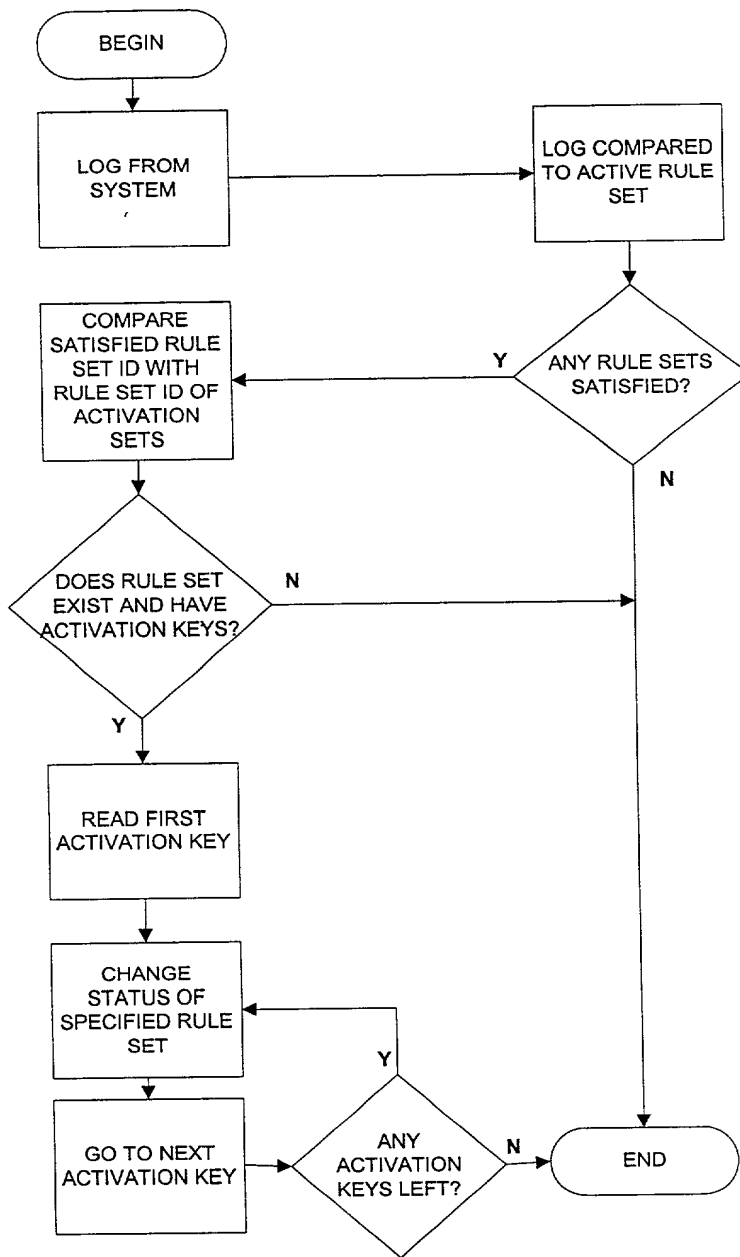 BEGIN
LOG FROM
SYSTEM
LOG COMPARED
TO ACTIVE RULE
SET
COMPARE
SATISFIED RULE
SET ID WITH
RULE SET ID OF
ACTIVATION
SETS
Y
ANY RULE SETS
SATISFIED?
N
DOES RULE SET
EXIST AND HAVE
ACTIVATION KEYS?
N
Y
READ FIRST
ACTIVATION KEY
CHANGE
STATUS OF
SPECIFIED RULE
SET
Y
GO TO NEXT
ACTIVATION KEY
ANY
ACTIVATION
KEYS LEFT?
N
END